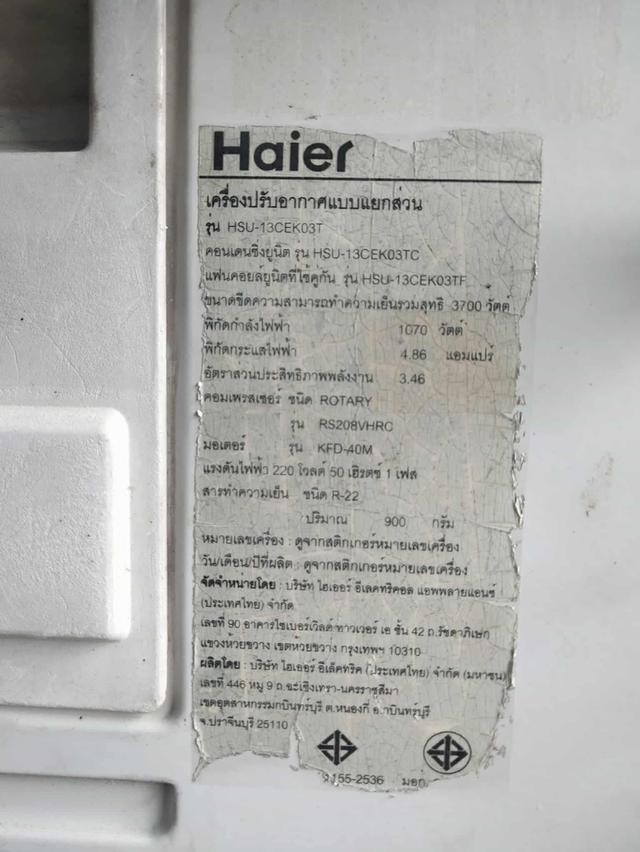 Haier
เครื่องปรับอากาศแบบแยกส่วน
รุ่น HSU-13CEK03T
คอนเดนซิ่งยูนิต รุ่น HSU-13CEK03TC
แฟนคอยล์ยูนิตที่ใช้คู่กัน รุ่น HSU-13CEK03TF
ขนาดขีดความสามารถทำความเย็นรวมสุทธิ 3700 วัตต์
พิกัดกำลังไฟฟ้า 1070 วัตต์
พิกัดกระแสไฟฟ้า 4.86 แอมแปร์
อัตราส่วนประสิทธิภาพพลังงาน 3.46
คอมเพรสเซอร์ ชนิด ROTARY
รุ่น RS208VHRC
มอเตอร์ รุ่น KFD-40M
แรงดันไฟฟ้า 220 โวลต์ 50 เฮิรตซ์ 1 เฟส
สารทำความเย็น ชนิด R-22
ปริมาณ 900 กรัม
หมายเลขเครื่อง : ดูจากสติกเกอร์หมายเลขเครื่อง
วัน/เดือน/ปีที่ผลิต : ดูจากสติกเกอร์หมายเลขเครื่อง
จัดจำหน่ายโดย : บริษัท ไฮเออร์ อีเลคทริคอล แอพพลายแอนซ์
(ประเทศไทย) จำกัด
เลขที่ 90 อาคารไซเบอร์เวิลด์ ทาวเวอร์ เอ ชั้น 42 ถ.รัชดาภิเษก
แขวงห้วยขวาง เขตห้วยขวาง กรุงเทพฯ 10310
ผลิตโดย : บริษัท ไฮเออร์ อีเล็คทริค (ประเทศไทย) จำกัด (มหาชน)
เลขที่ 446 หมู่ 9 ถ.ฉะเชิงเทรา-นครราชสีมา
เขตอุตสาหกรรมกบินทร์บุรี ต.หนองกี่ อ.กบินทร์บุรี
จ.ปราจีนบุรี 25110
2155-2536 มอก.